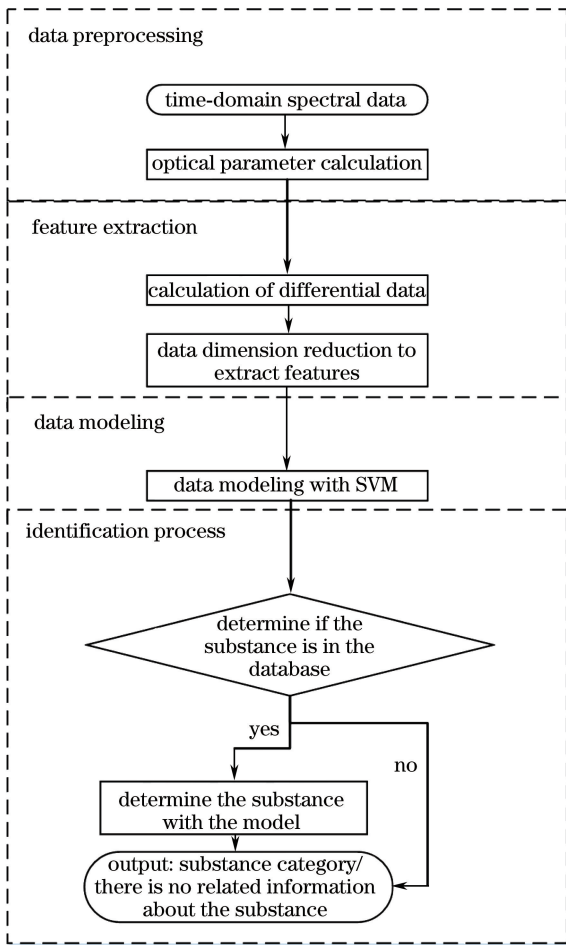 data preprocessing
time-domain spectral data
optical parameter calculation
feature extraction
calculation of differential data
data dimension reduction to
extract features
data modeling
data modeling with SVM
identification process
determine if the
substance is in the
database
yes
no
determine the substance
with the model
output: substance category/
there is no related information
about the substance